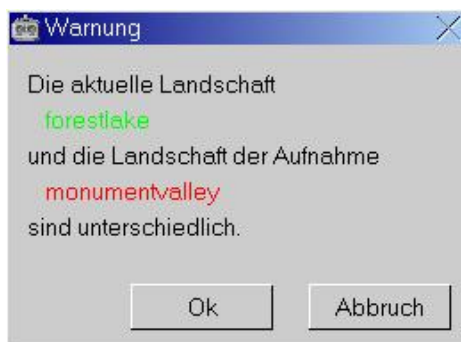 Warnung
Die aktuelle Landschaft
forestlake
und die Landschaft der Aufnahme
monumentvalley
sind unterschiedlich.
Ok Abbruch